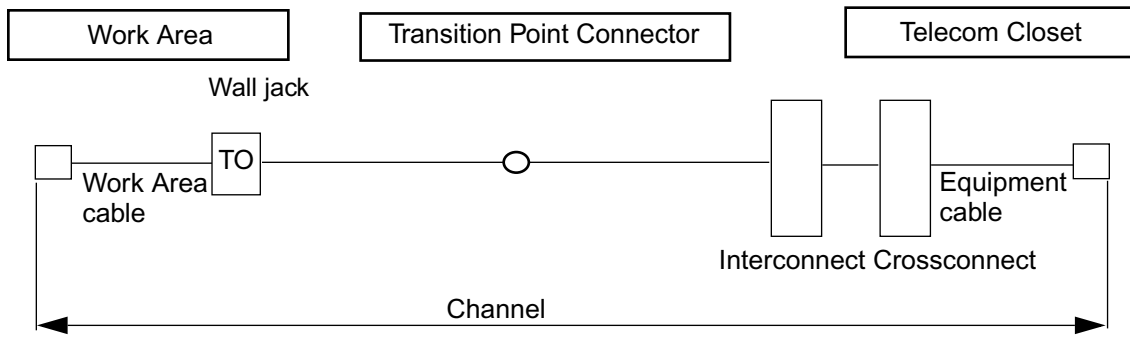 Work Area
Transition Point Connector
Telecom Closet
Wall jack
TO
Work Area
cable
Equipment
cable
Interconnect Crossconnect
Channel